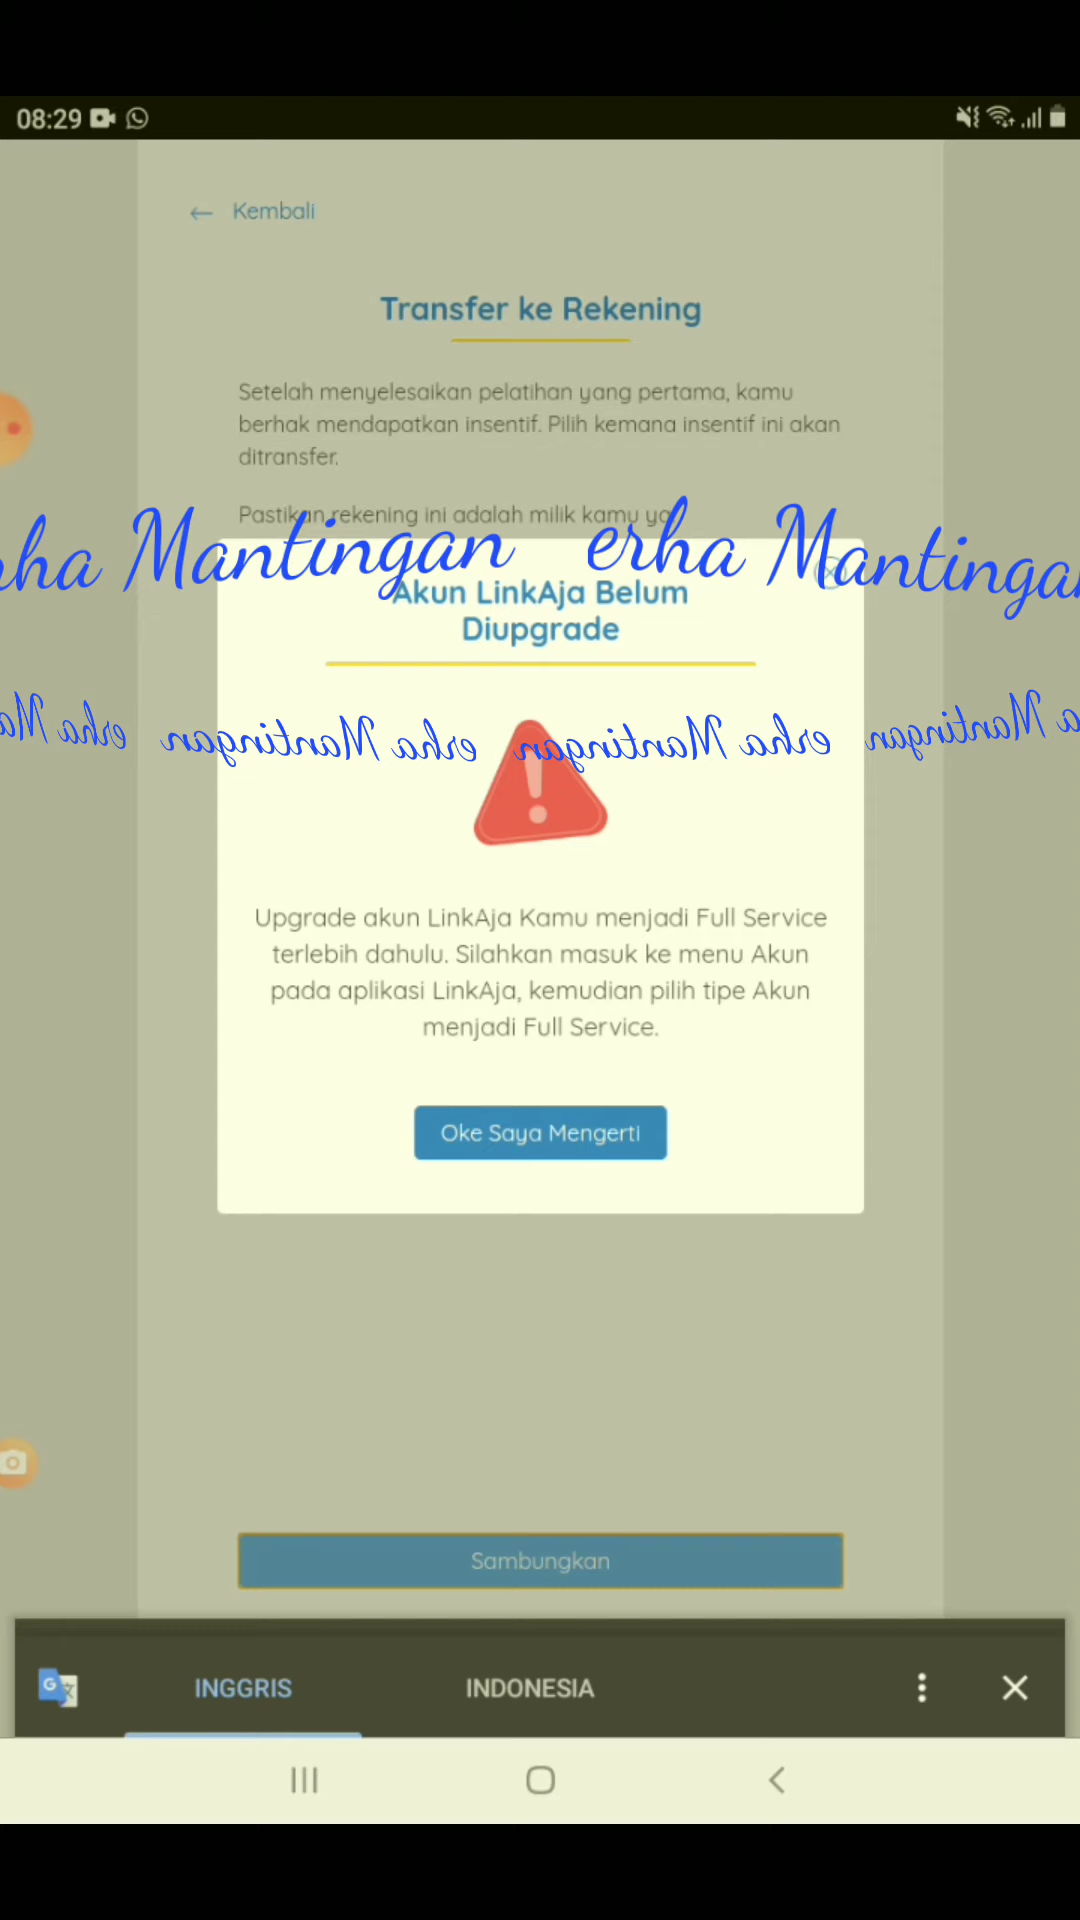 08:29
Kembali
Transfer ke Rekening
Setelah menyelesaikan pelatihan yang pertama, kamu
berhak mendapatkan insentif. Pilih kemana insentif ini akan
ditransfer.
Pastikan rekening ini adalah milik kamu ya
erha Mantingan erha Mantingan
Akun LinkAja Belum
Diupgrade
erha Mantingan erha Mantingan erha Mantingan
Upgrade akun LinkAja Kamu menjadi Full Service
terlebih dahulu. Silahkan masuk ke menu Akun
pada aplikasi LinkAja, kemudian pilih tipe Akun
menjadi Full Service.
Oke Saya Mengerti
Sambungkan
INGGRIS INDONESIA